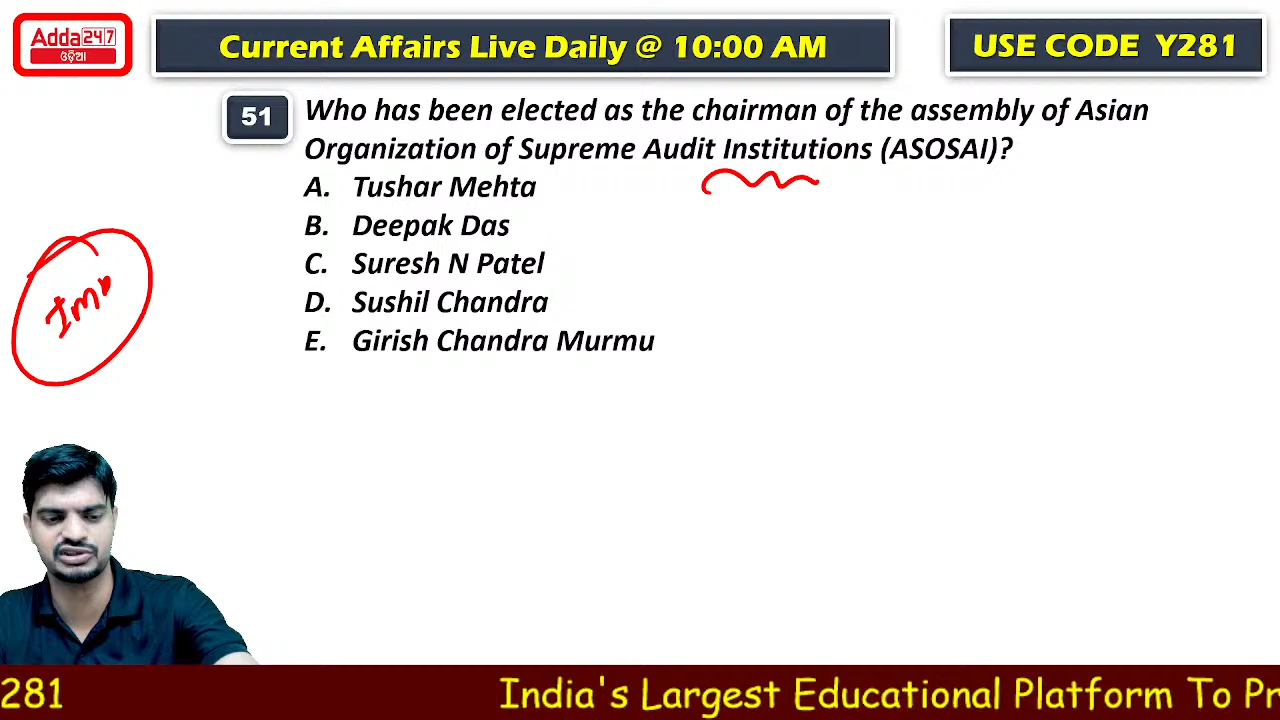 Adda247
ଓଡ଼ିଆ
Current Affairs Live Daily @ 10:00 AM
USE CODE Y281
51
Who has been elected as the chairman of the assembly of Asian
Organization of Supreme Audit Institutions (ASOSAI)?
A. Tushar Mehta
B. Deepak Das
C. Suresh N Patel
D. Sushil Chandra
E. Girish Chandra Murmu
Imp
281
India's Largest Educational Platform To Pr